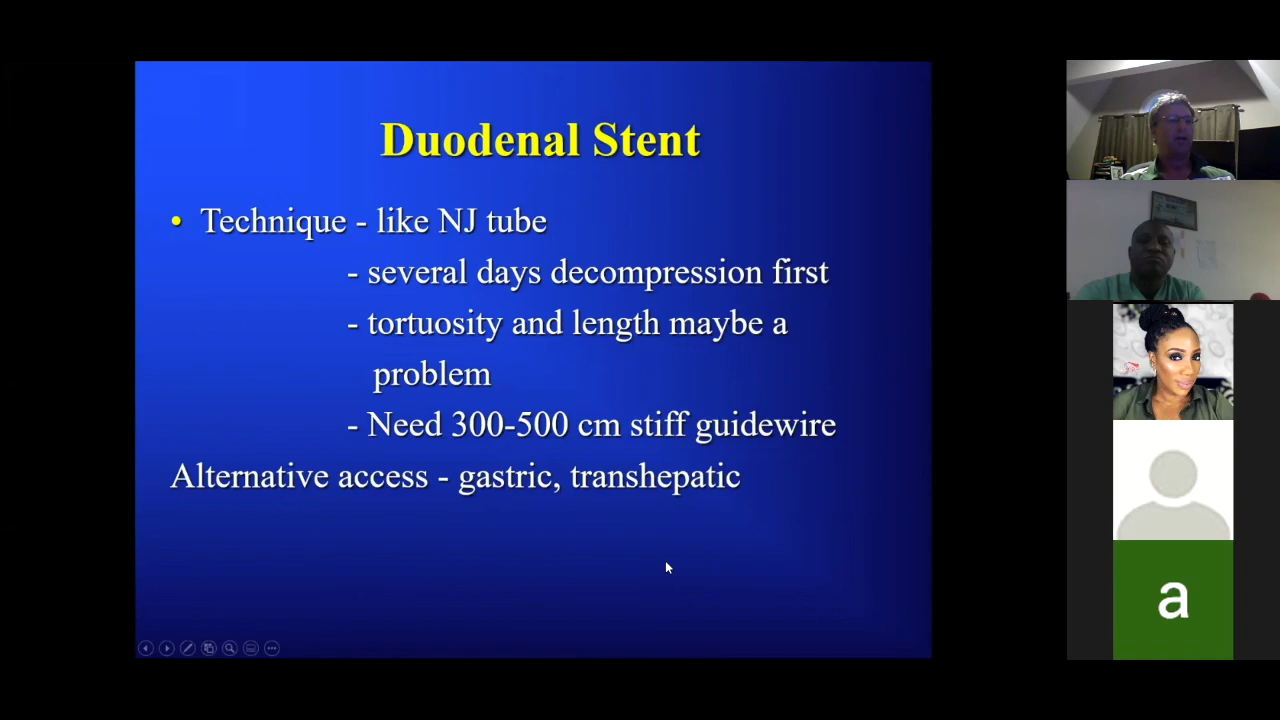 Duodenal Stent
• Technique - like NJ tube
- several days decompression first
- tortuosity and length maybe a
problem
- Need 300-500 cm stiff guidewire
Alternative access - gastric, transhepatic
a